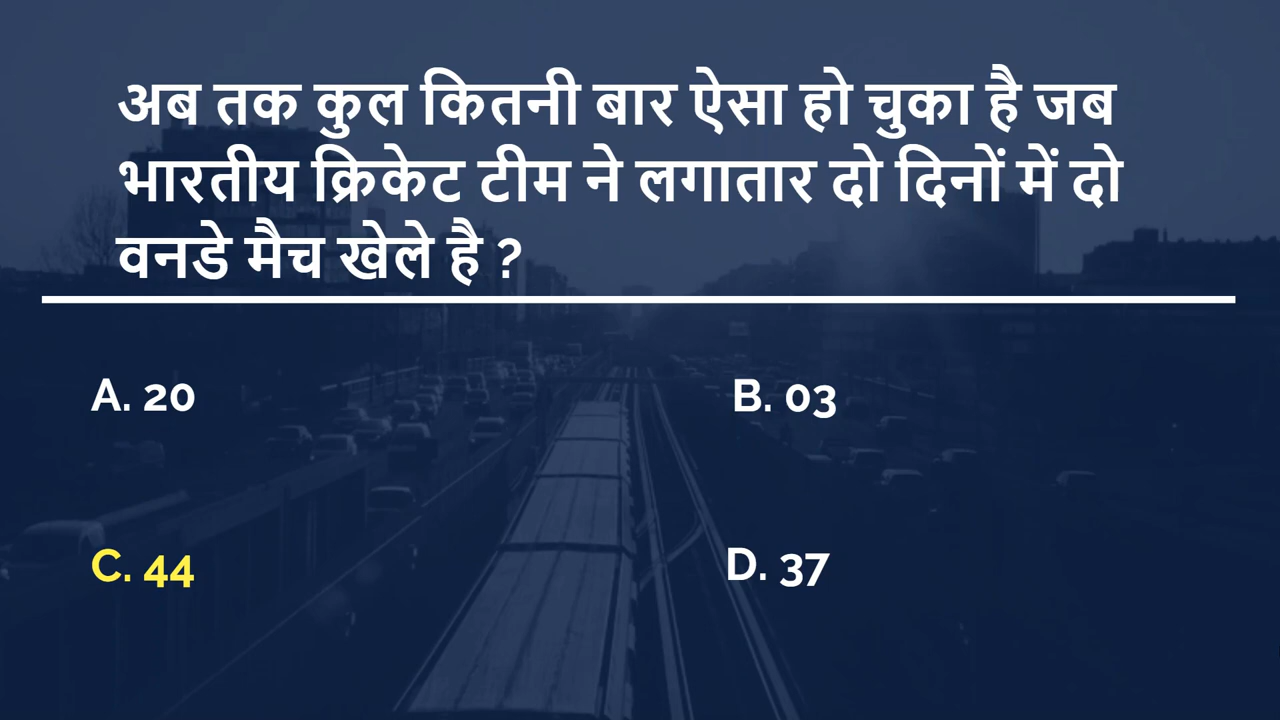 अब तक कुल कितनी बार ऐसा हो चुका है जब
भारतीय क्रिकेट टीम ने लगातार दो दिनों में दो
वनडे मैच खेले है ?
A. 20
B. 03
C. 44
D. 37